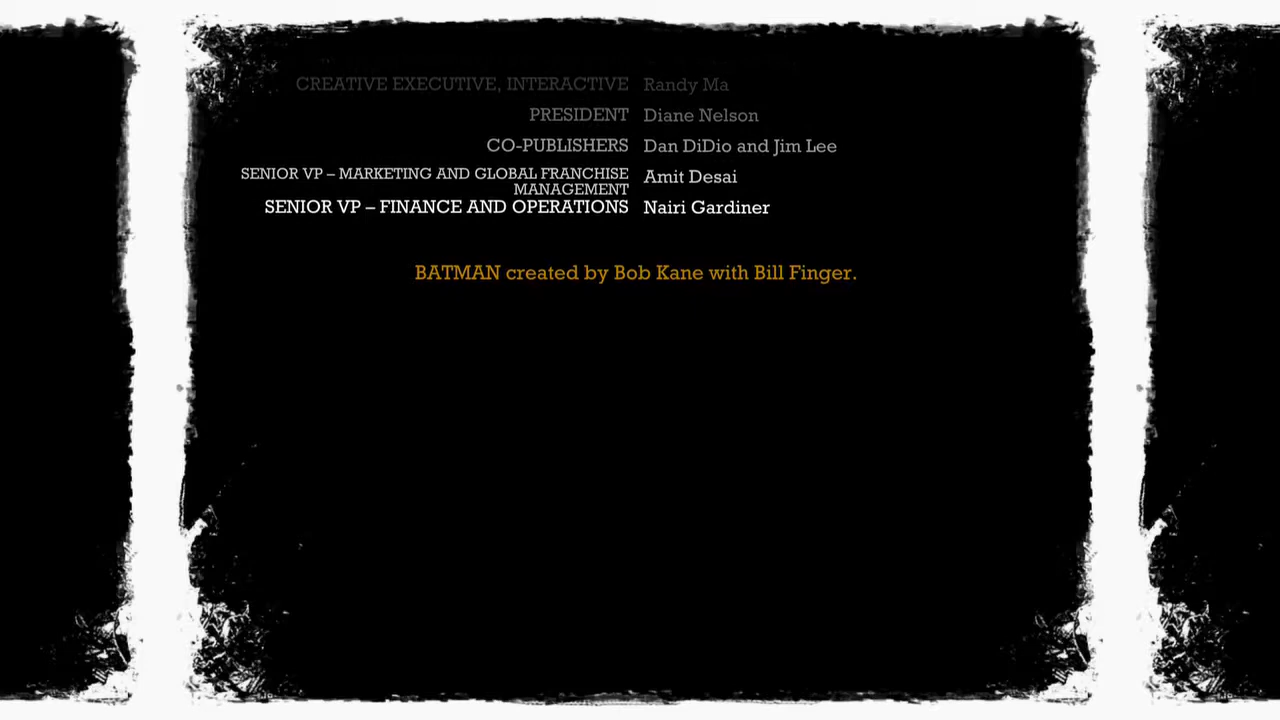 CREATIVE EXECUTIVE, INTERACTIVE Randy Ma
PRESIDENT Diane Nelson
CO-PUBLISHERS Dan DiDio and Jim Lee
SENIOR VP – MARKETING AND GLOBAL FRANCHISE
MANAGEMENT Amit Desai
SENIOR VP – FINANCE AND OPERATIONS Nairi Gardiner
BATMAN created by Bob Kane with Bill Finger.